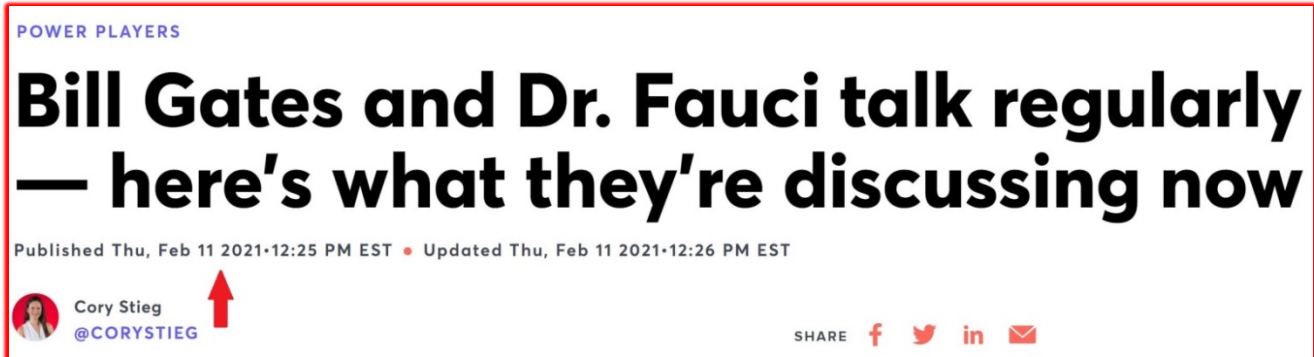 POWER PLAYERS
Bill Gates and Dr. Fauci talk regularly
— here's what they're discussing now
Published Thu, Feb 11 2021•12:25 PM EST • Updated Thu, Feb 11 2021•12:26 PM EST
Cory Stieg
@CORYSTIEG
SHARE